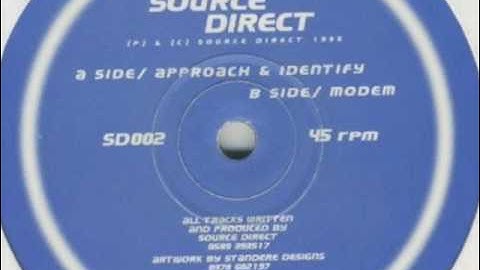 SOURCE
DIRECT
(P) & (C) SOURCE DIRECT 1995
A SIDE/ APPROACH & IDENTIFY
B SIDE/ MODEM
SD002
45 rpm
ALL TRACKS WRITTEN
AND PRODUCED BY
SOURCE DIRECT
ARTWORK BY STANDERE DESIGNS